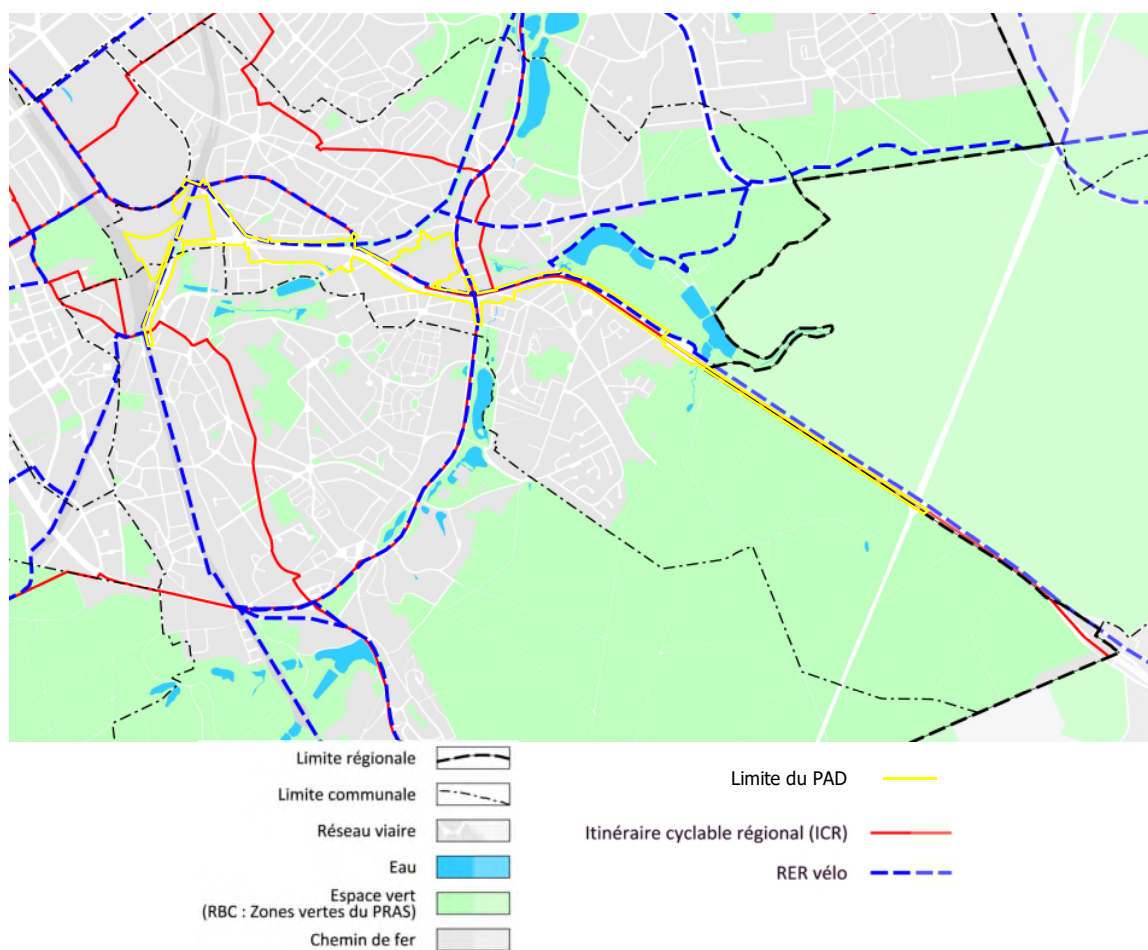 Limite régionale
Limite communale
Réseau viaire
Eau
Espace vert
(RBC : Zones vertes du PRAS)
Chemin de fer
Limite du PAD
Itinéraire cyclable régional (ICR)
RER vélo